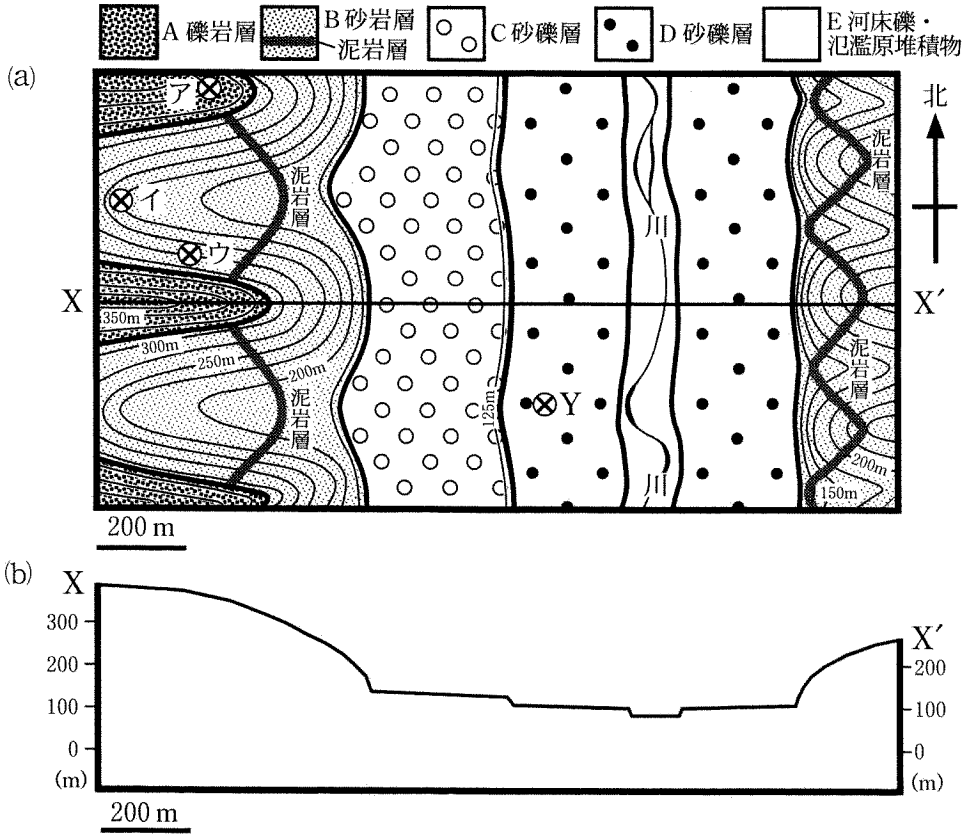 A 礫岩層
B 砂岩層
泥岩層
C 砂礫層
D 砂礫層
E 河床礫・
氾濫原堆積物
(a)
ア
イ
ウ
泥岩層
泥岩層
泥岩層
泥岩層
川
川
北
X
X′
Y
350m
300m
250m
200m
125m
200m
150m
200 m
(b)
X
X′
300
200
100
0
(m)
200
100
0
(m)
200 m